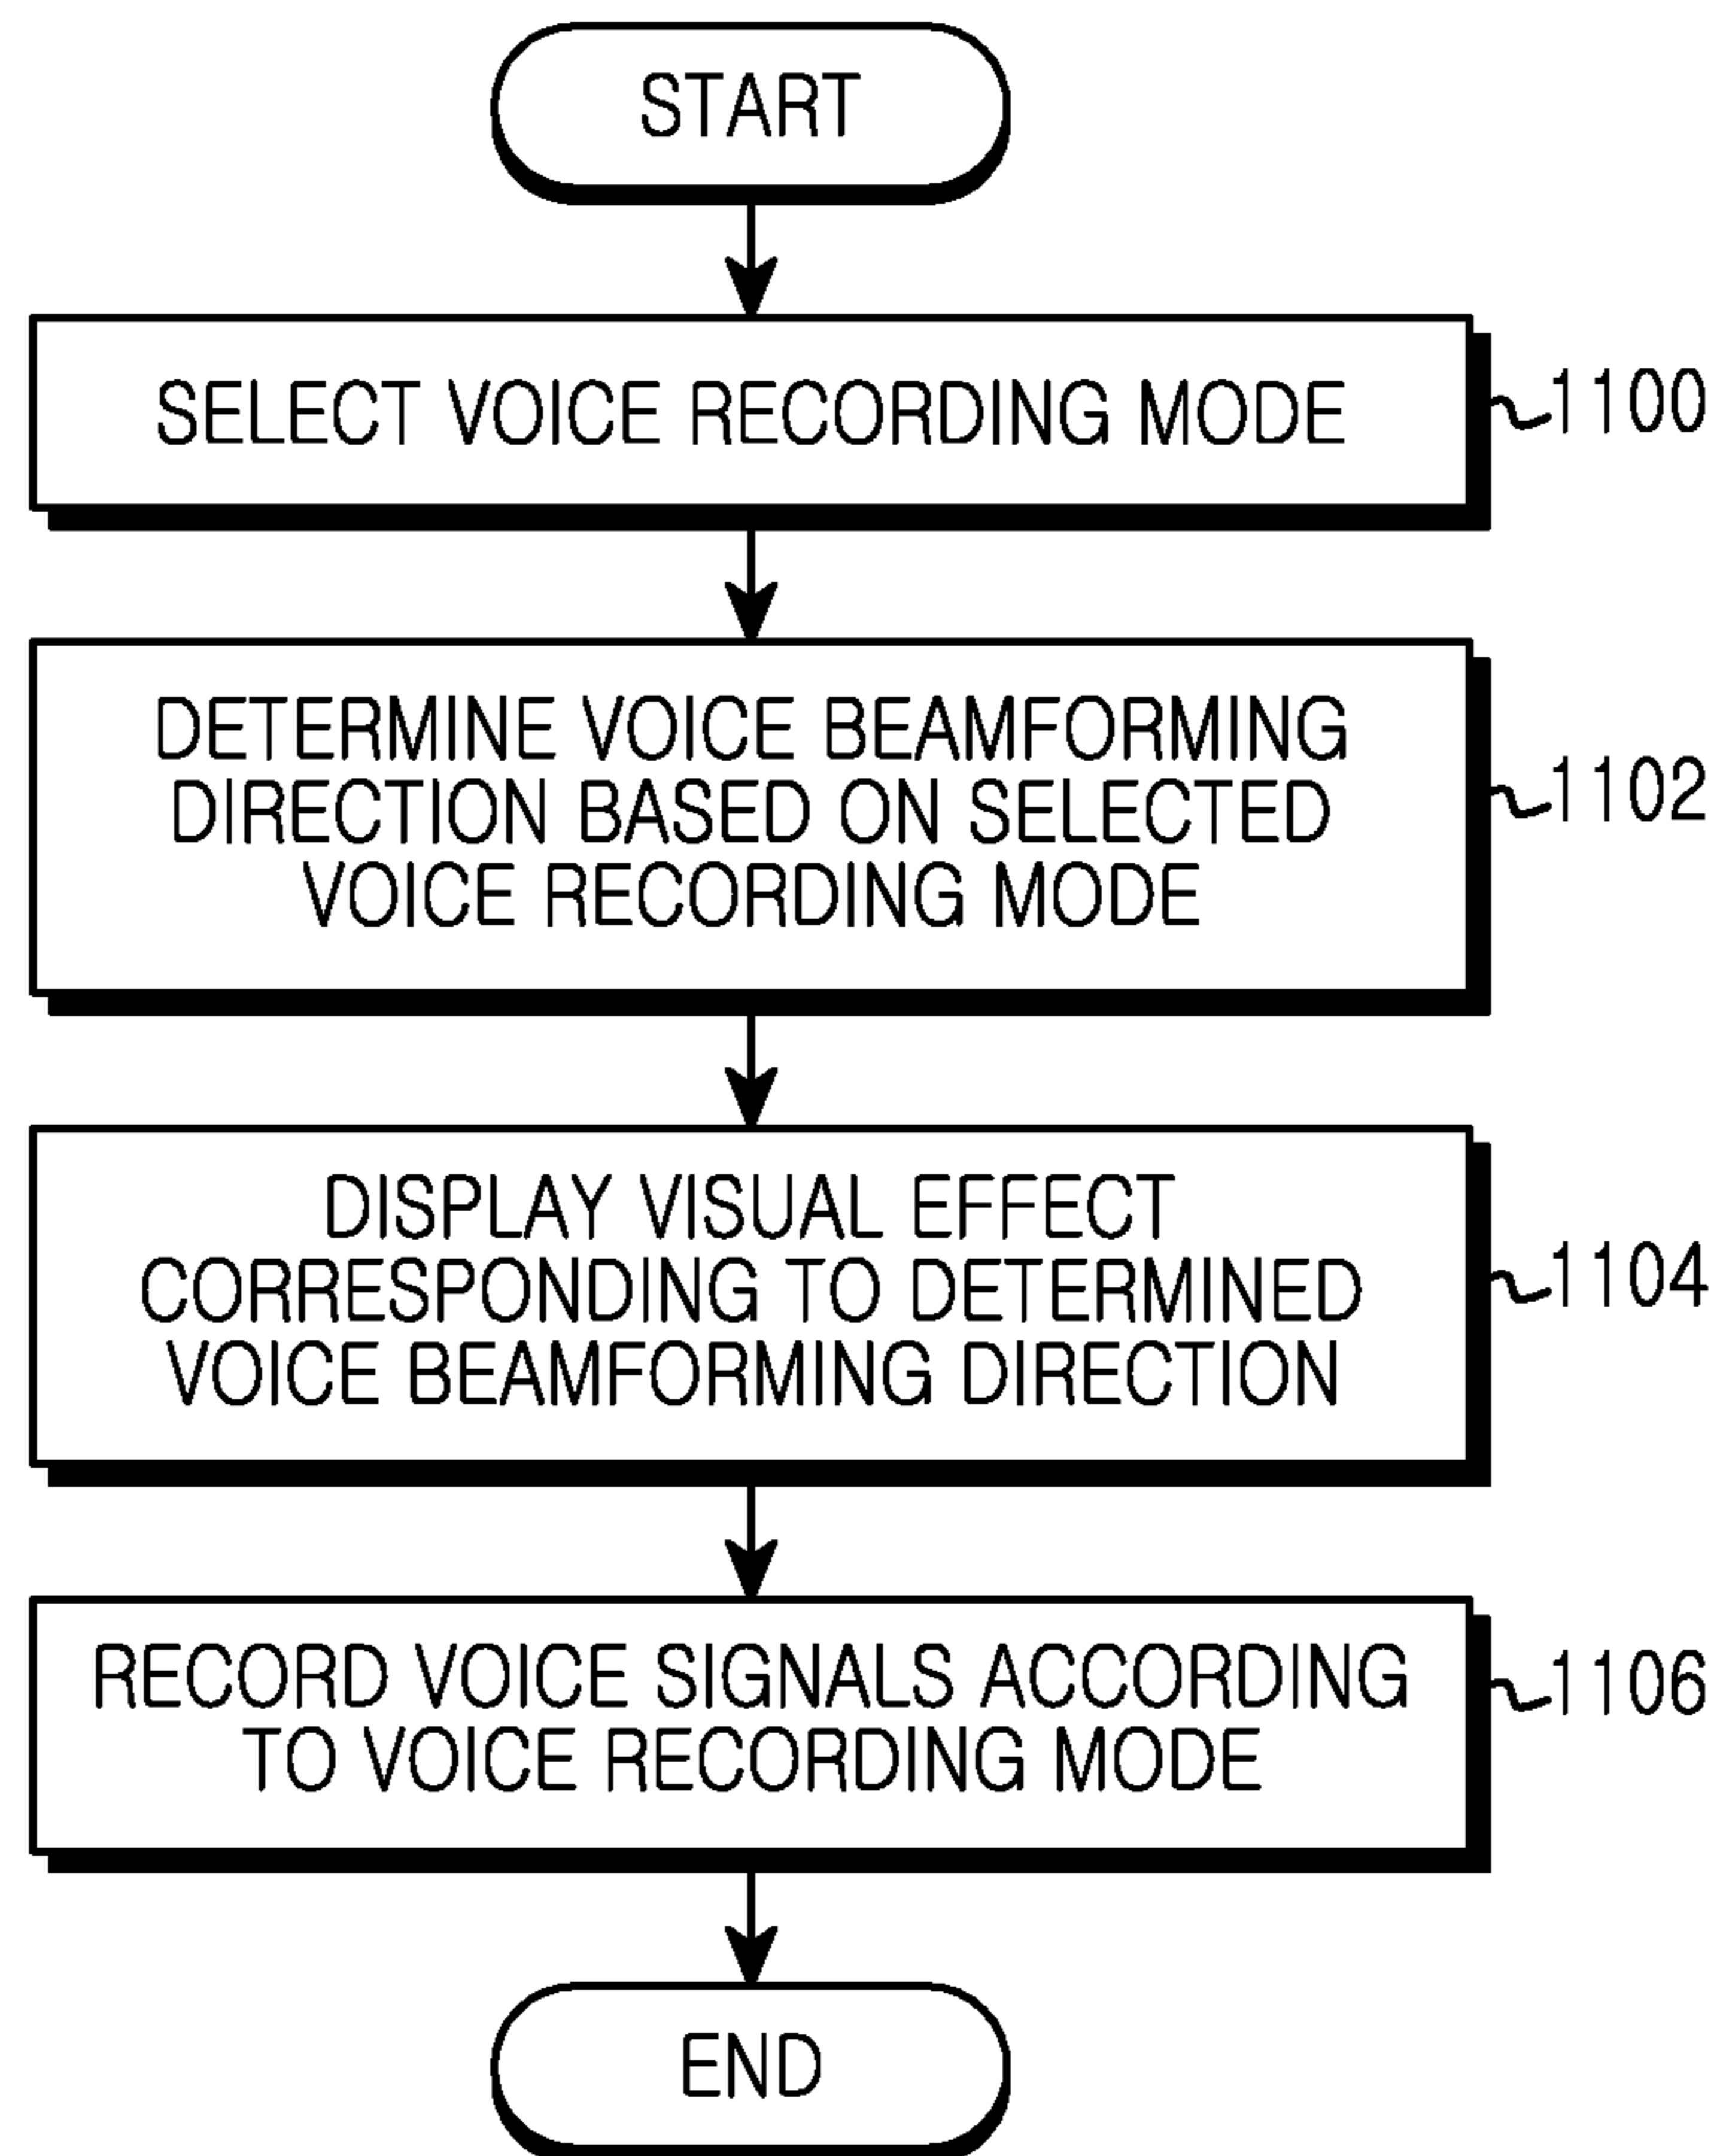 START
SELECT VOICE RECORDING MODE
1100
DETERMINE VOICE BEAMFORMING
DIRECTION BASED ON SELECTED
VOICE RECORDING MODE
1102
DISPLAY VISUAL EFFECT
CORRESPONDING TO DETERMINED
VOICE BEAMFORMING DIRECTION
1104
RECORD VOICE SIGNALS ACCORDING
TO VOICE RECORDING MODE
1106
END